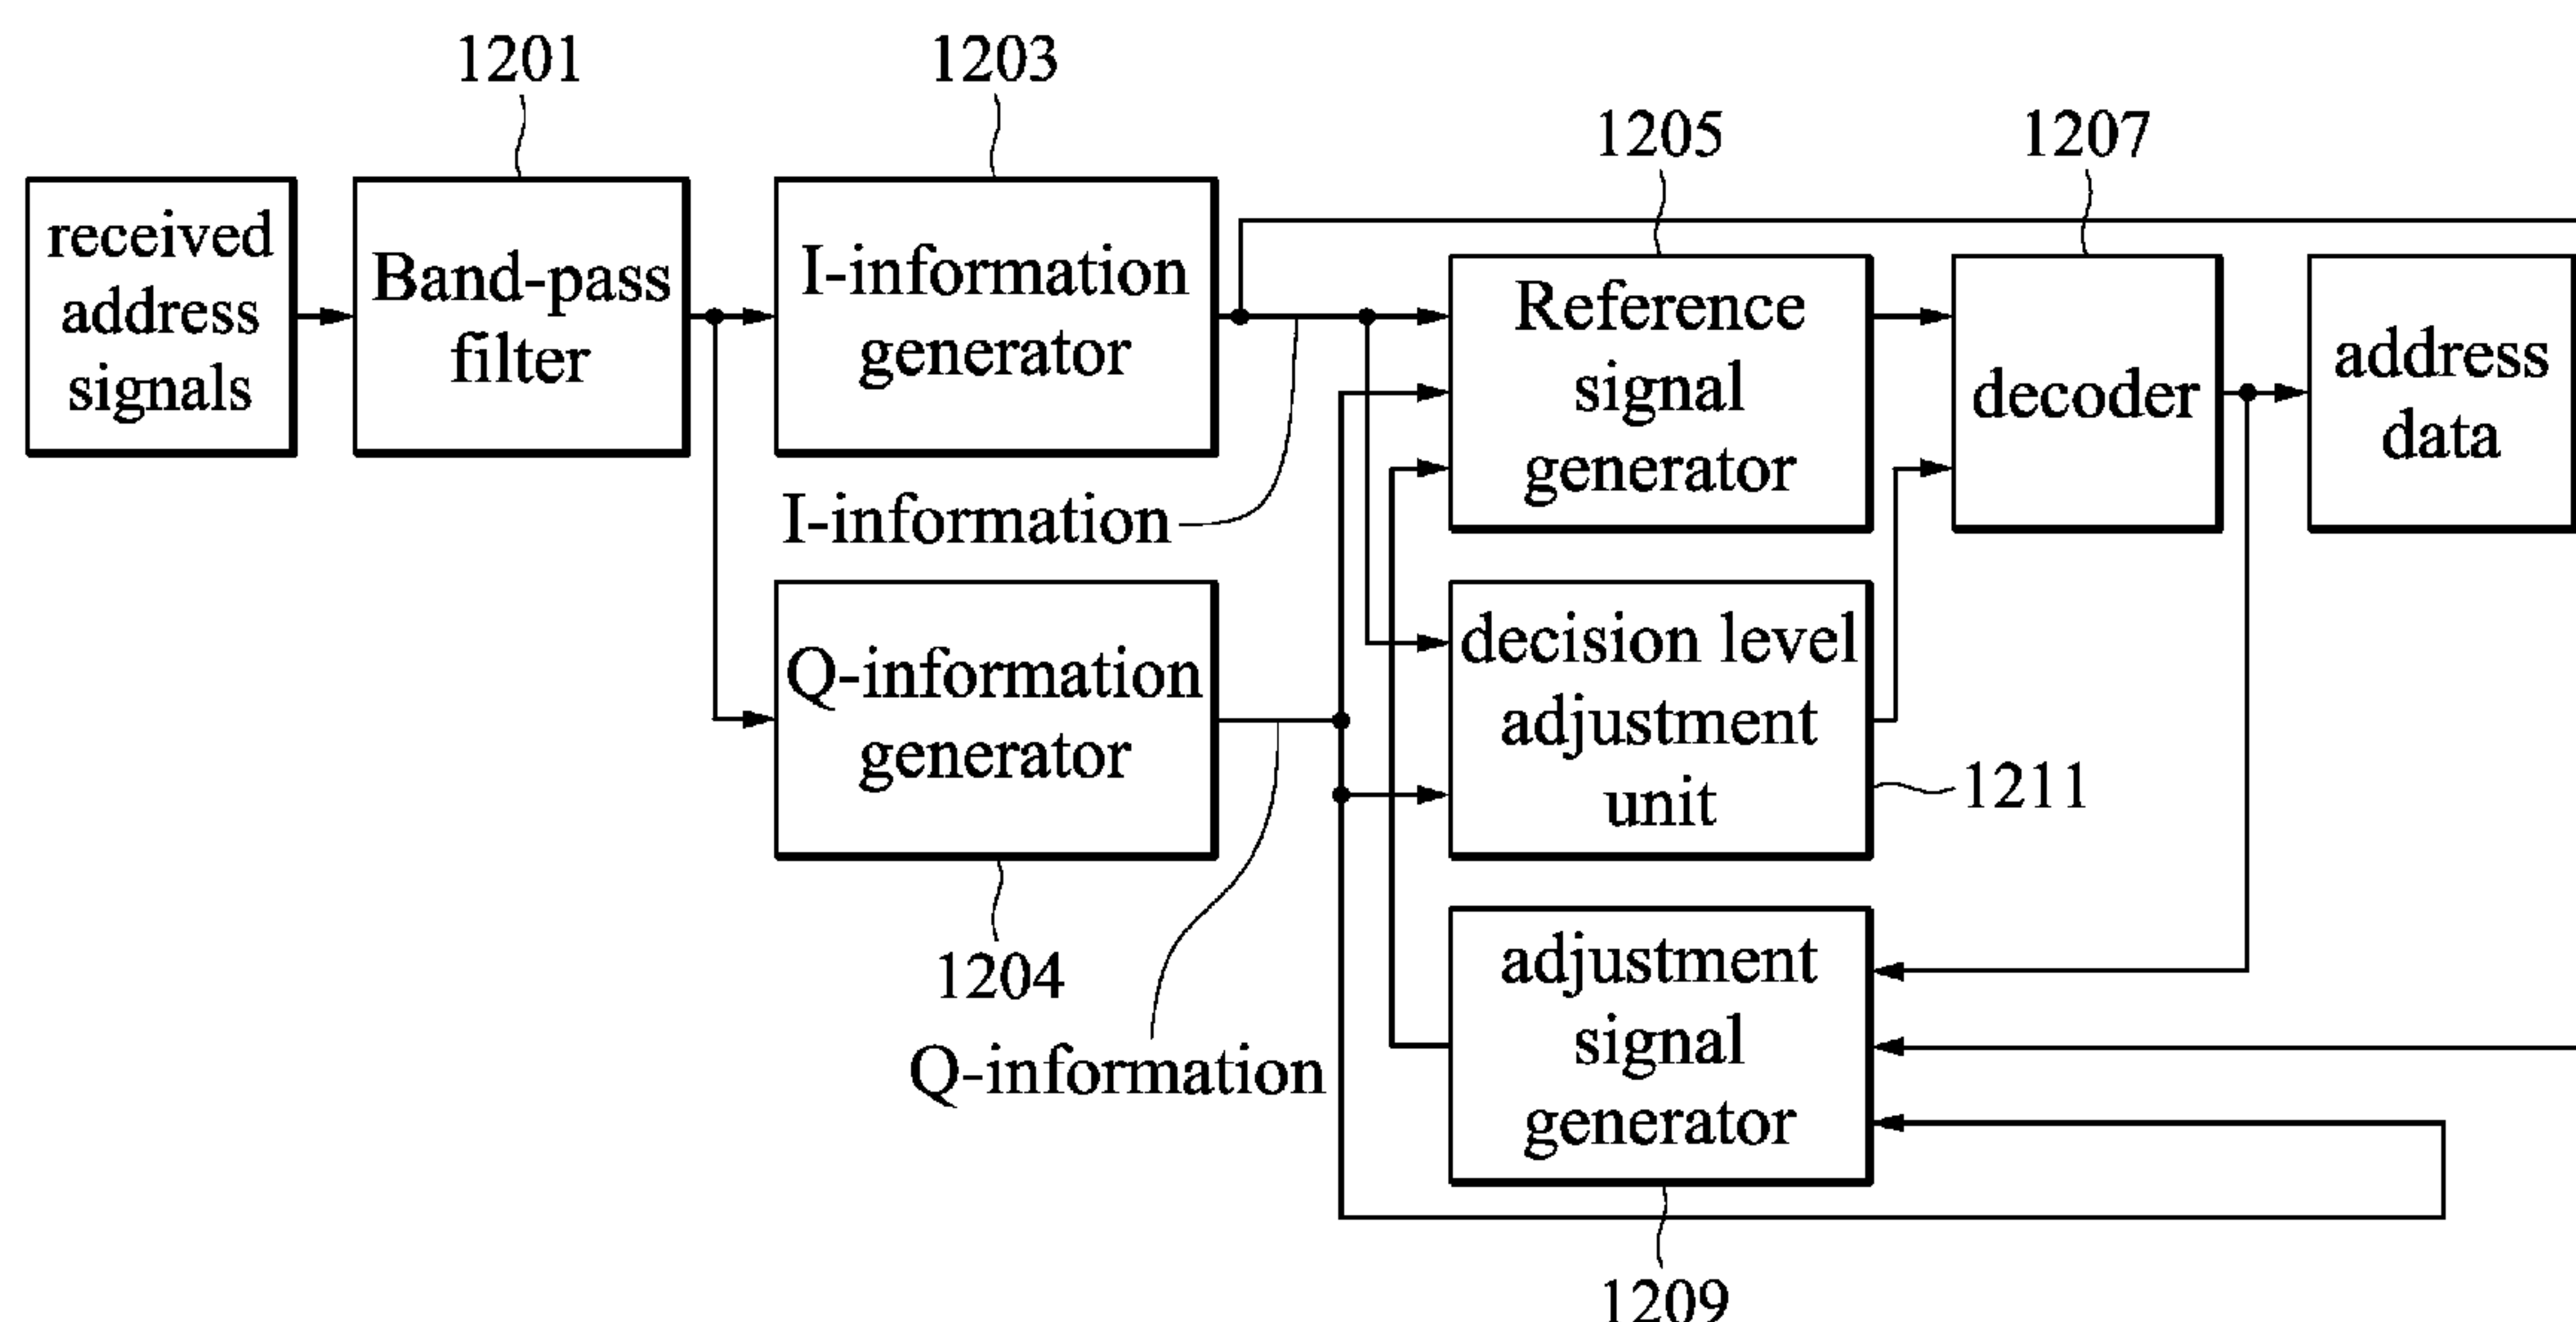 1201
1203
1205
1207
received
address
signals
Band-pass
filter
I-information
generator
Reference
signal
generator
decoder
address
data
I-information
Q-information
generator
decision level
adjustment
unit
1211
1204
Q-information
adjustment
signal
generator
1209